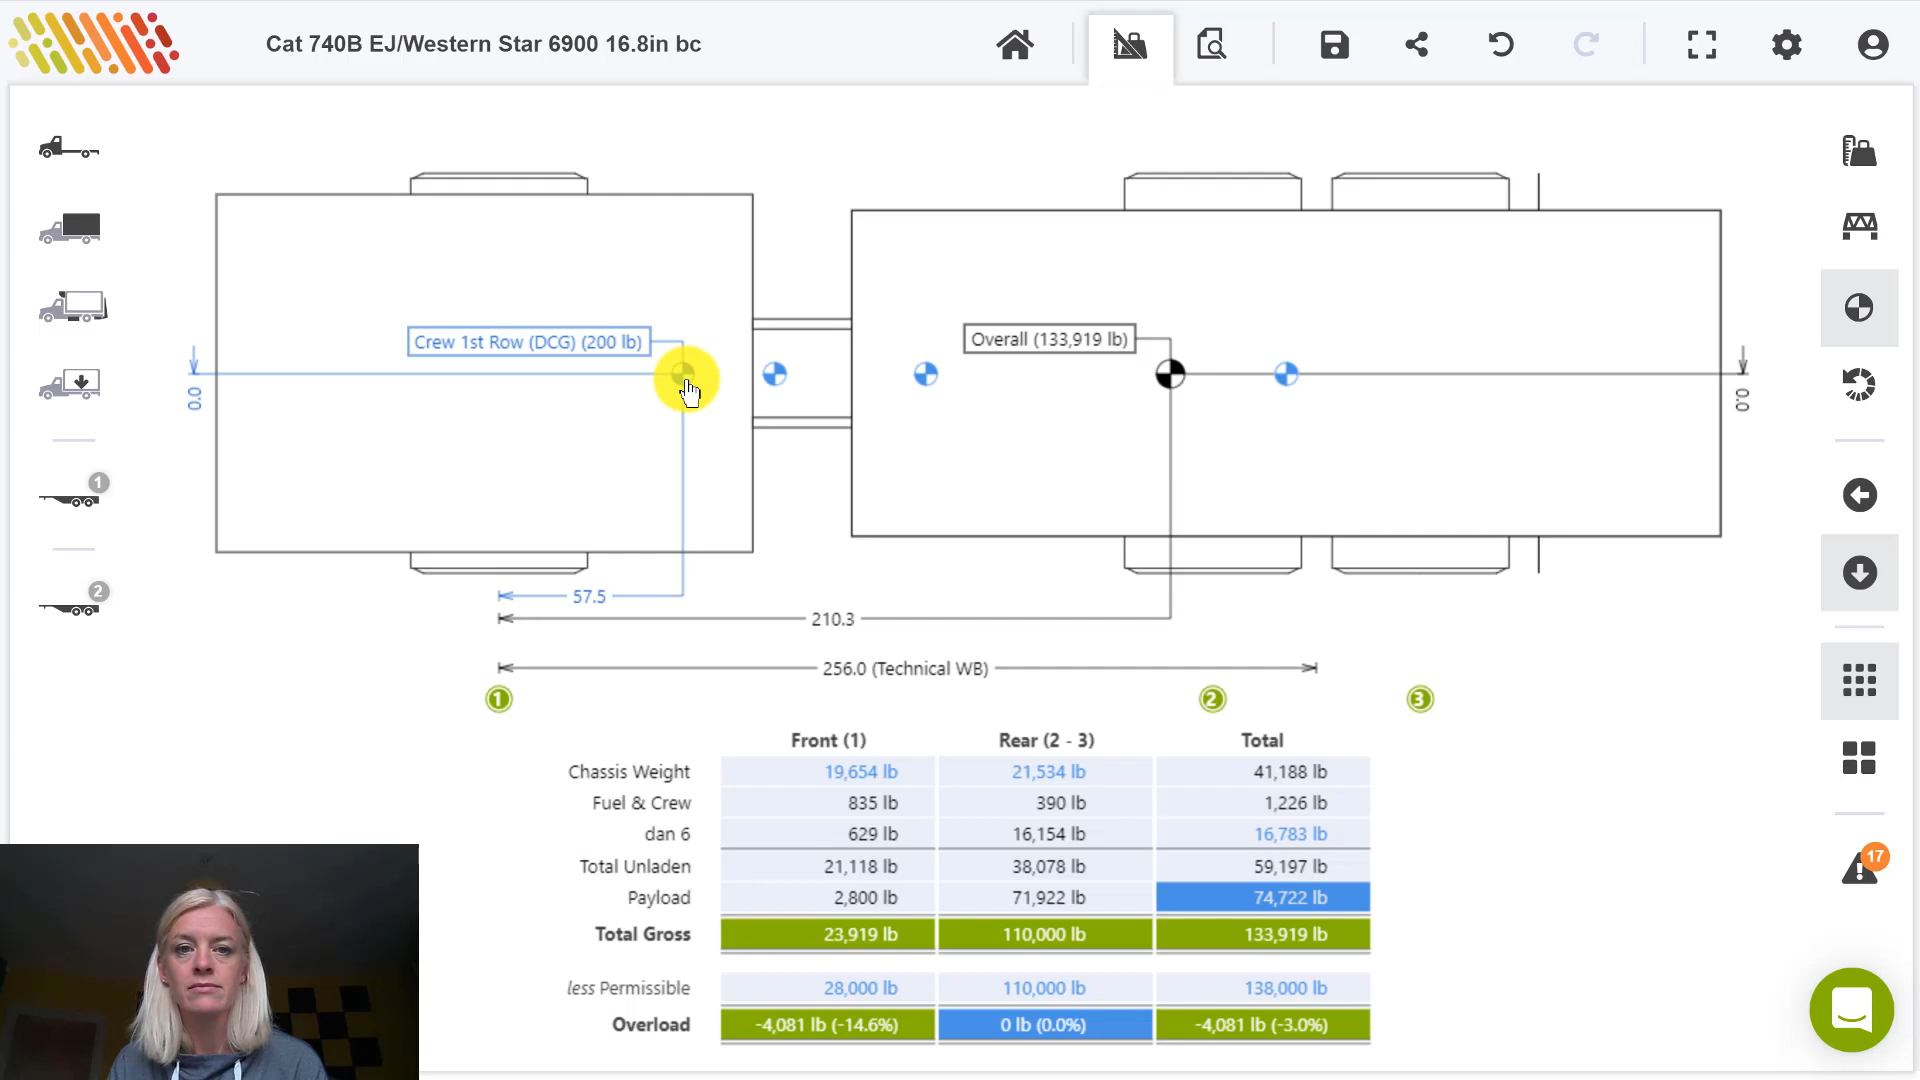 Cat 740B EJ/Western Star 6900 16.8in bc
1
2
Crew 1st Row (DCG) (200 lb)
Overall (133,919 lb)
0.0
0.0
57.5
210.3
256.0 (Technical WB)
1
2
3
Front (1) Rear (2 - 3) Total
Chassis Weight 19,654 lb 21,534 lb 41,188 lb
Fuel & Crew 835 lb 390 lb 1,226 lb
dan 6 629 lb 16,154 lb 16,783 lb
Total Unladen 21,118 lb 38,078 lb 59,197 lb
Payload 2,800 lb 71,922 lb 74,722 lb
Total Gross 23,919 lb 110,000 lb 133,919 lb
less Permissible 28,000 lb 110,000 lb 138,000 lb
Overload -4,081 lb (-14.6%) 0 lb (0.0%) -4,081 lb (-3.0%)
17